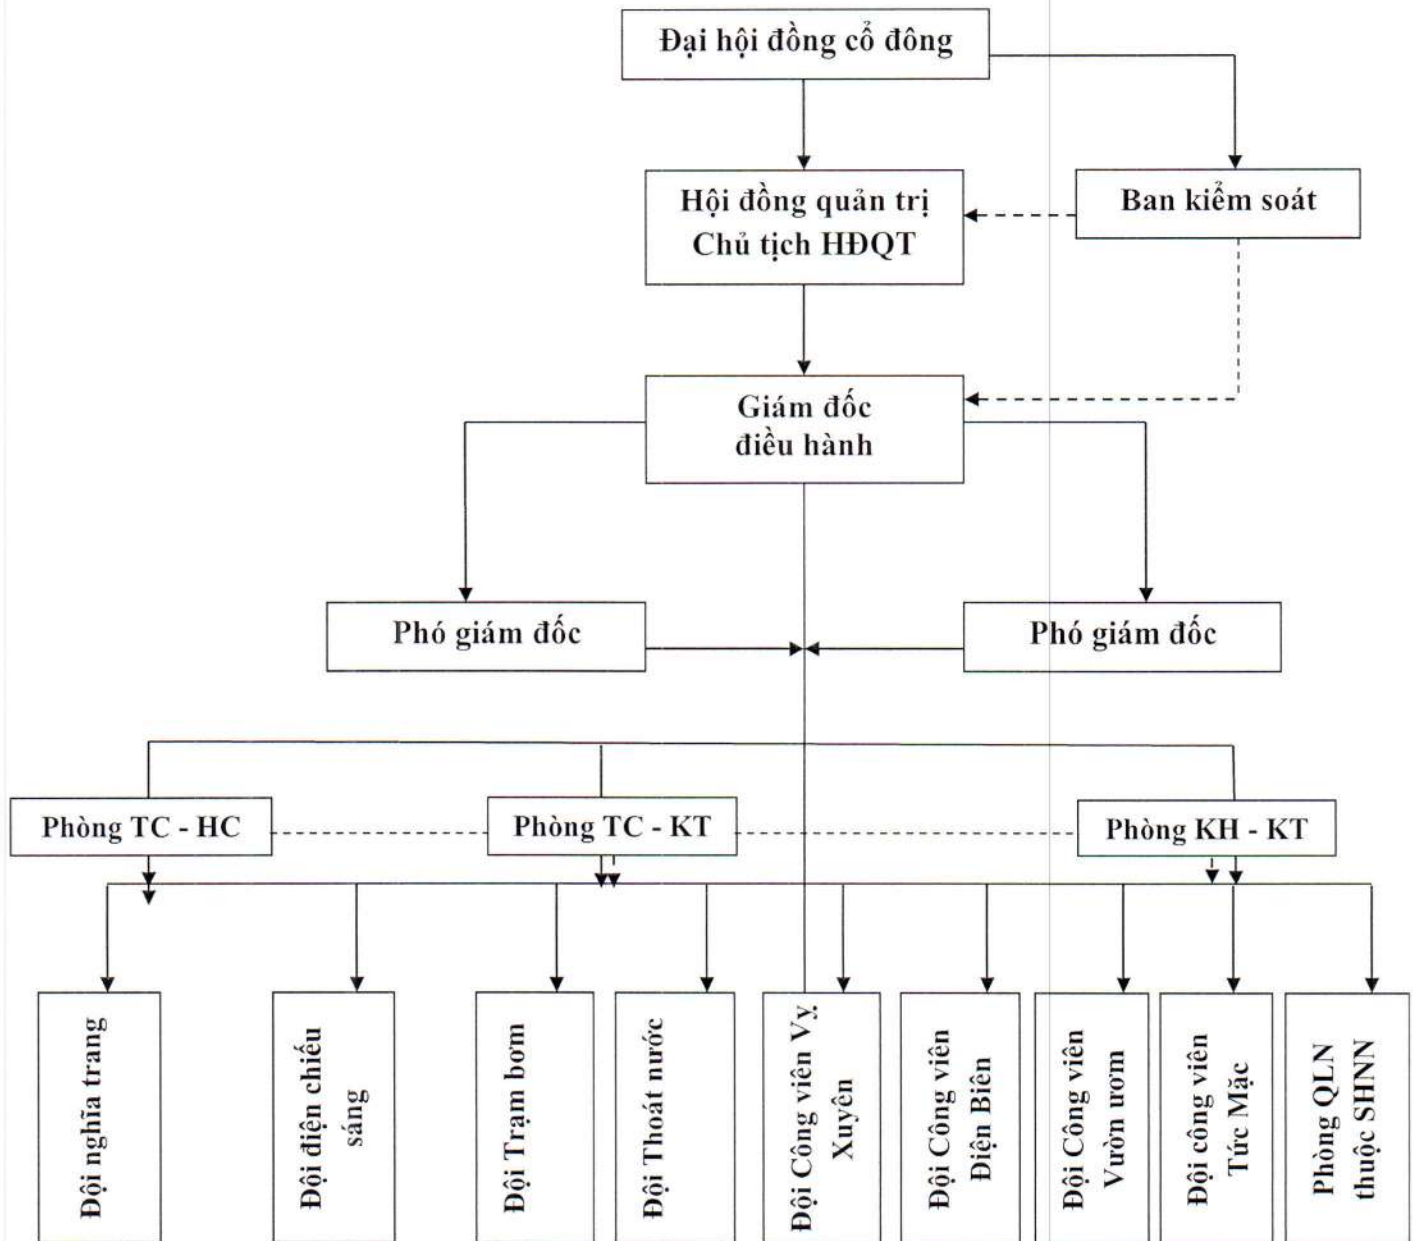 Đại hội đồng cổ đông
Hội đồng quản trị
Chủ tịch HĐQT
Ban kiểm soát
Giám đốc
điều hành
Phó giám đốc
Phó giám đốc
Phòng TC - HC
Phòng TC - KT
Phòng KH - KT
Đội nghĩa trang
Đội điện chiếu
sáng
Đội Trạm bơm
Đội Thoát nước
Đội Công viên Vỵ
Xuyên
Đội Công viên
Điện Biên
Đội Công viên
Vườn ươm
Đội công viên
Tức Mặc
Phòng QLN
thuộc SHNN